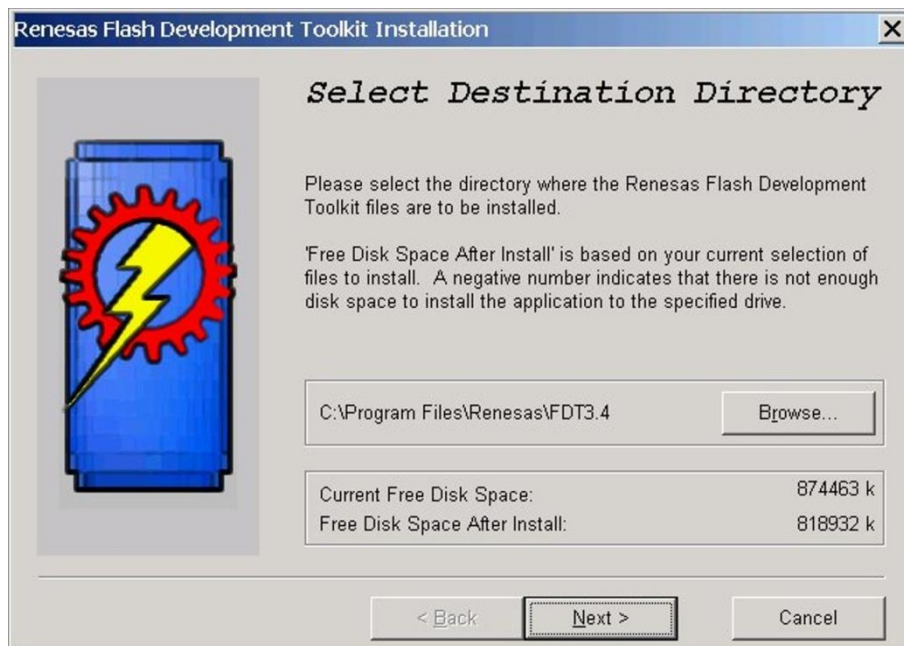 Renesas Flash Development Toolkit Installation
Select Destination Directory
Please select the directory where the Renesas Flash Development
Toolkit files are to be installed.
'Free Disk Space After Install' is based on your current selection of
files to install.  A negative number indicates that there is not enough
disk space to install the application to the specified drive.
C:\Program Files\Renesas\FDT3.4
Browse...
Current Free Disk Space: 874463 k
Free Disk Space After Install: 818932 k
< Back
Next >
Cancel